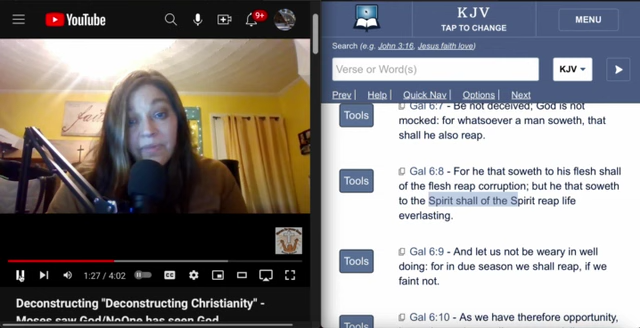 YouTube
9+
1:27 / 4:02
Deconstructing "Deconstructing Christianity" -
Moses saw God/NoOne has seen God
KJV
TAP TO CHANGE
MENU
Search (e.g. John 3:16, Jesus faith love)
Verse or Word(s)
KJV
Prev | Help | Quick Nav | Options | Next
Tools
Gal 6:7 - Be not deceived; God is not
mocked: for whatsoever a man soweth, that
shall he also reap.
Tools
Gal 6:8 - For he that soweth to his flesh shall
of the flesh reap corruption; but he that soweth
to the Spirit shall of the Spirit reap life
everlasting.
Tools
Gal 6:9 - And let us not be weary in well
doing: for in due season we shall reap, if we
faint not.
Tools
Gal 6:10 - As we have therefore opportunity,